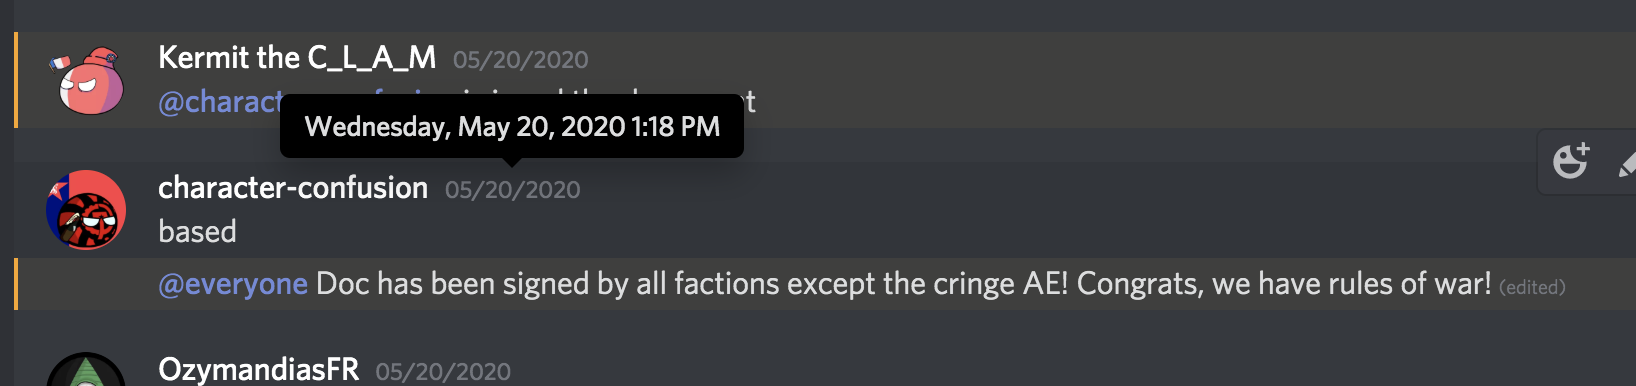 Kermit the C_L_A_M 05/20/2020
@charact t
Wednesday, May 20, 2020 1:18 PM
character-confusion 05/20/2020
based
@everyone Doc has been signed by all factions except the cringe AE! Congrats, we have rules of war! (edited)
OzymandiasFR 05/20/2020